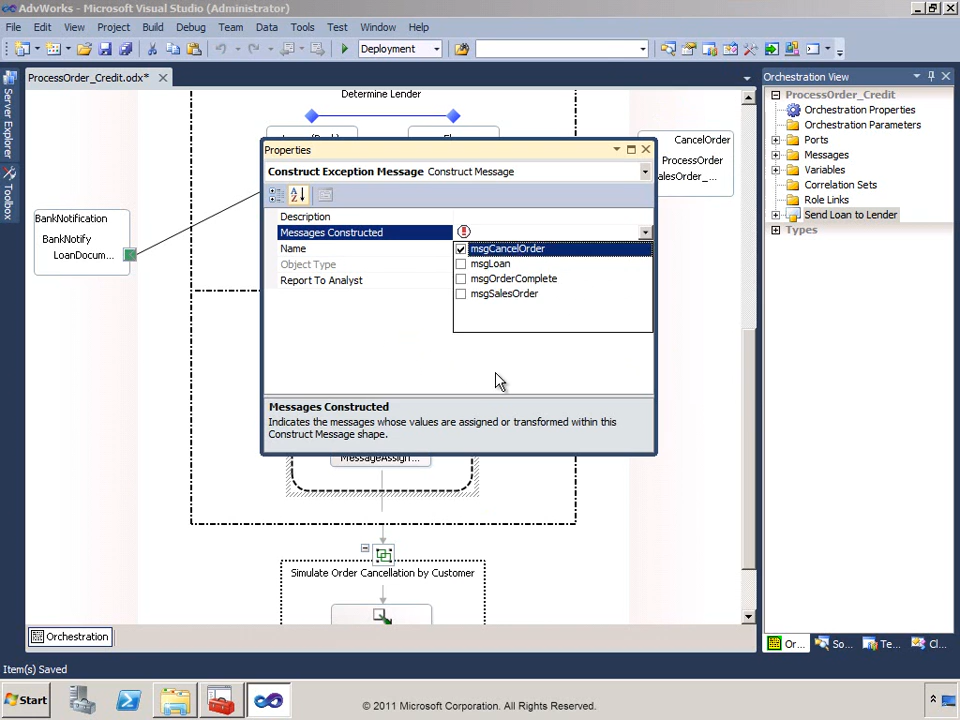 AdvWorks - Microsoft Visual Studio (Administrator)
File Edit View Project Build Debug Team Data Tools Test Window Help
Deployment
ProcessOrder_Credit.odx*
Server Explorer
Toolbox
Determine Lender
BankNotification
BankNotify
LoanDocum...
CancelOrder
ProcessOrder
alesOrder_...
Properties
Construct Exception Message Construct Message
Description
Messages Constructed
Name
Object Type
Report To Analyst
msgCancelOrder
msgLoan
msgOrderComplete
msgSalesOrder
Messages Constructed
Indicates the messages whose values are assigned or transformed within this
Construct Message shape.
MessageAssign...
Simulate Order Cancellation by Customer
Orchestration
Orchestration View
ProcessOrder_Credit
Orchestration Properties
Orchestration Parameters
Ports
Messages
Variables
Correlation Sets
Role Links
Send Loan to Lender
Types
Or... So... Te... Cl...
Item(s) Saved
Start
© 2011 Microsoft Corporation. All Rights Reserved.